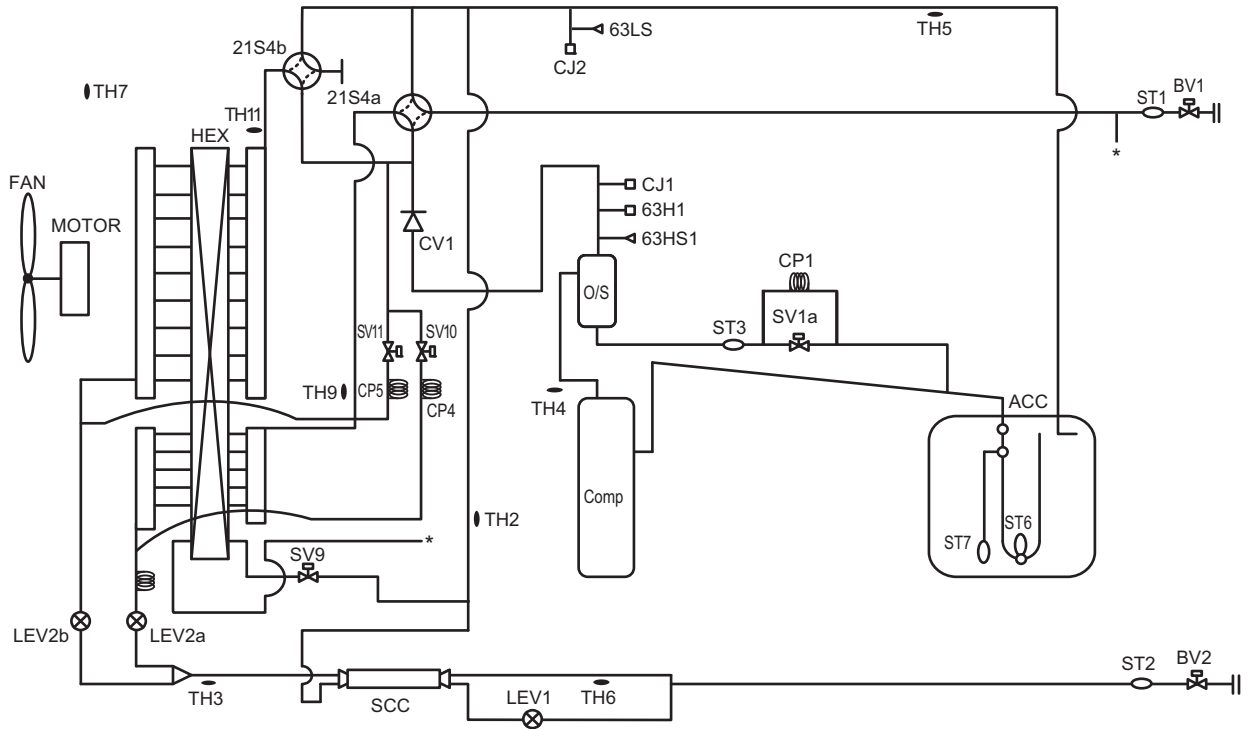 63LS
TH5
CJ2
21S4b
TH7
21S4a
ST1
BV1
TH11
HEX
*
FAN
MOTOR
CJ1
63H1
63HS1
CV1
CP1
O/S
SV1a
SV11
SV10
ST3
TH9
CP5
CP4
TH4
ACC
Comp
TH2
ST6
ST7
*
SV9
LEV2b
LEV2a
ST2
BV2
TH3
SCC
LEV1
TH6